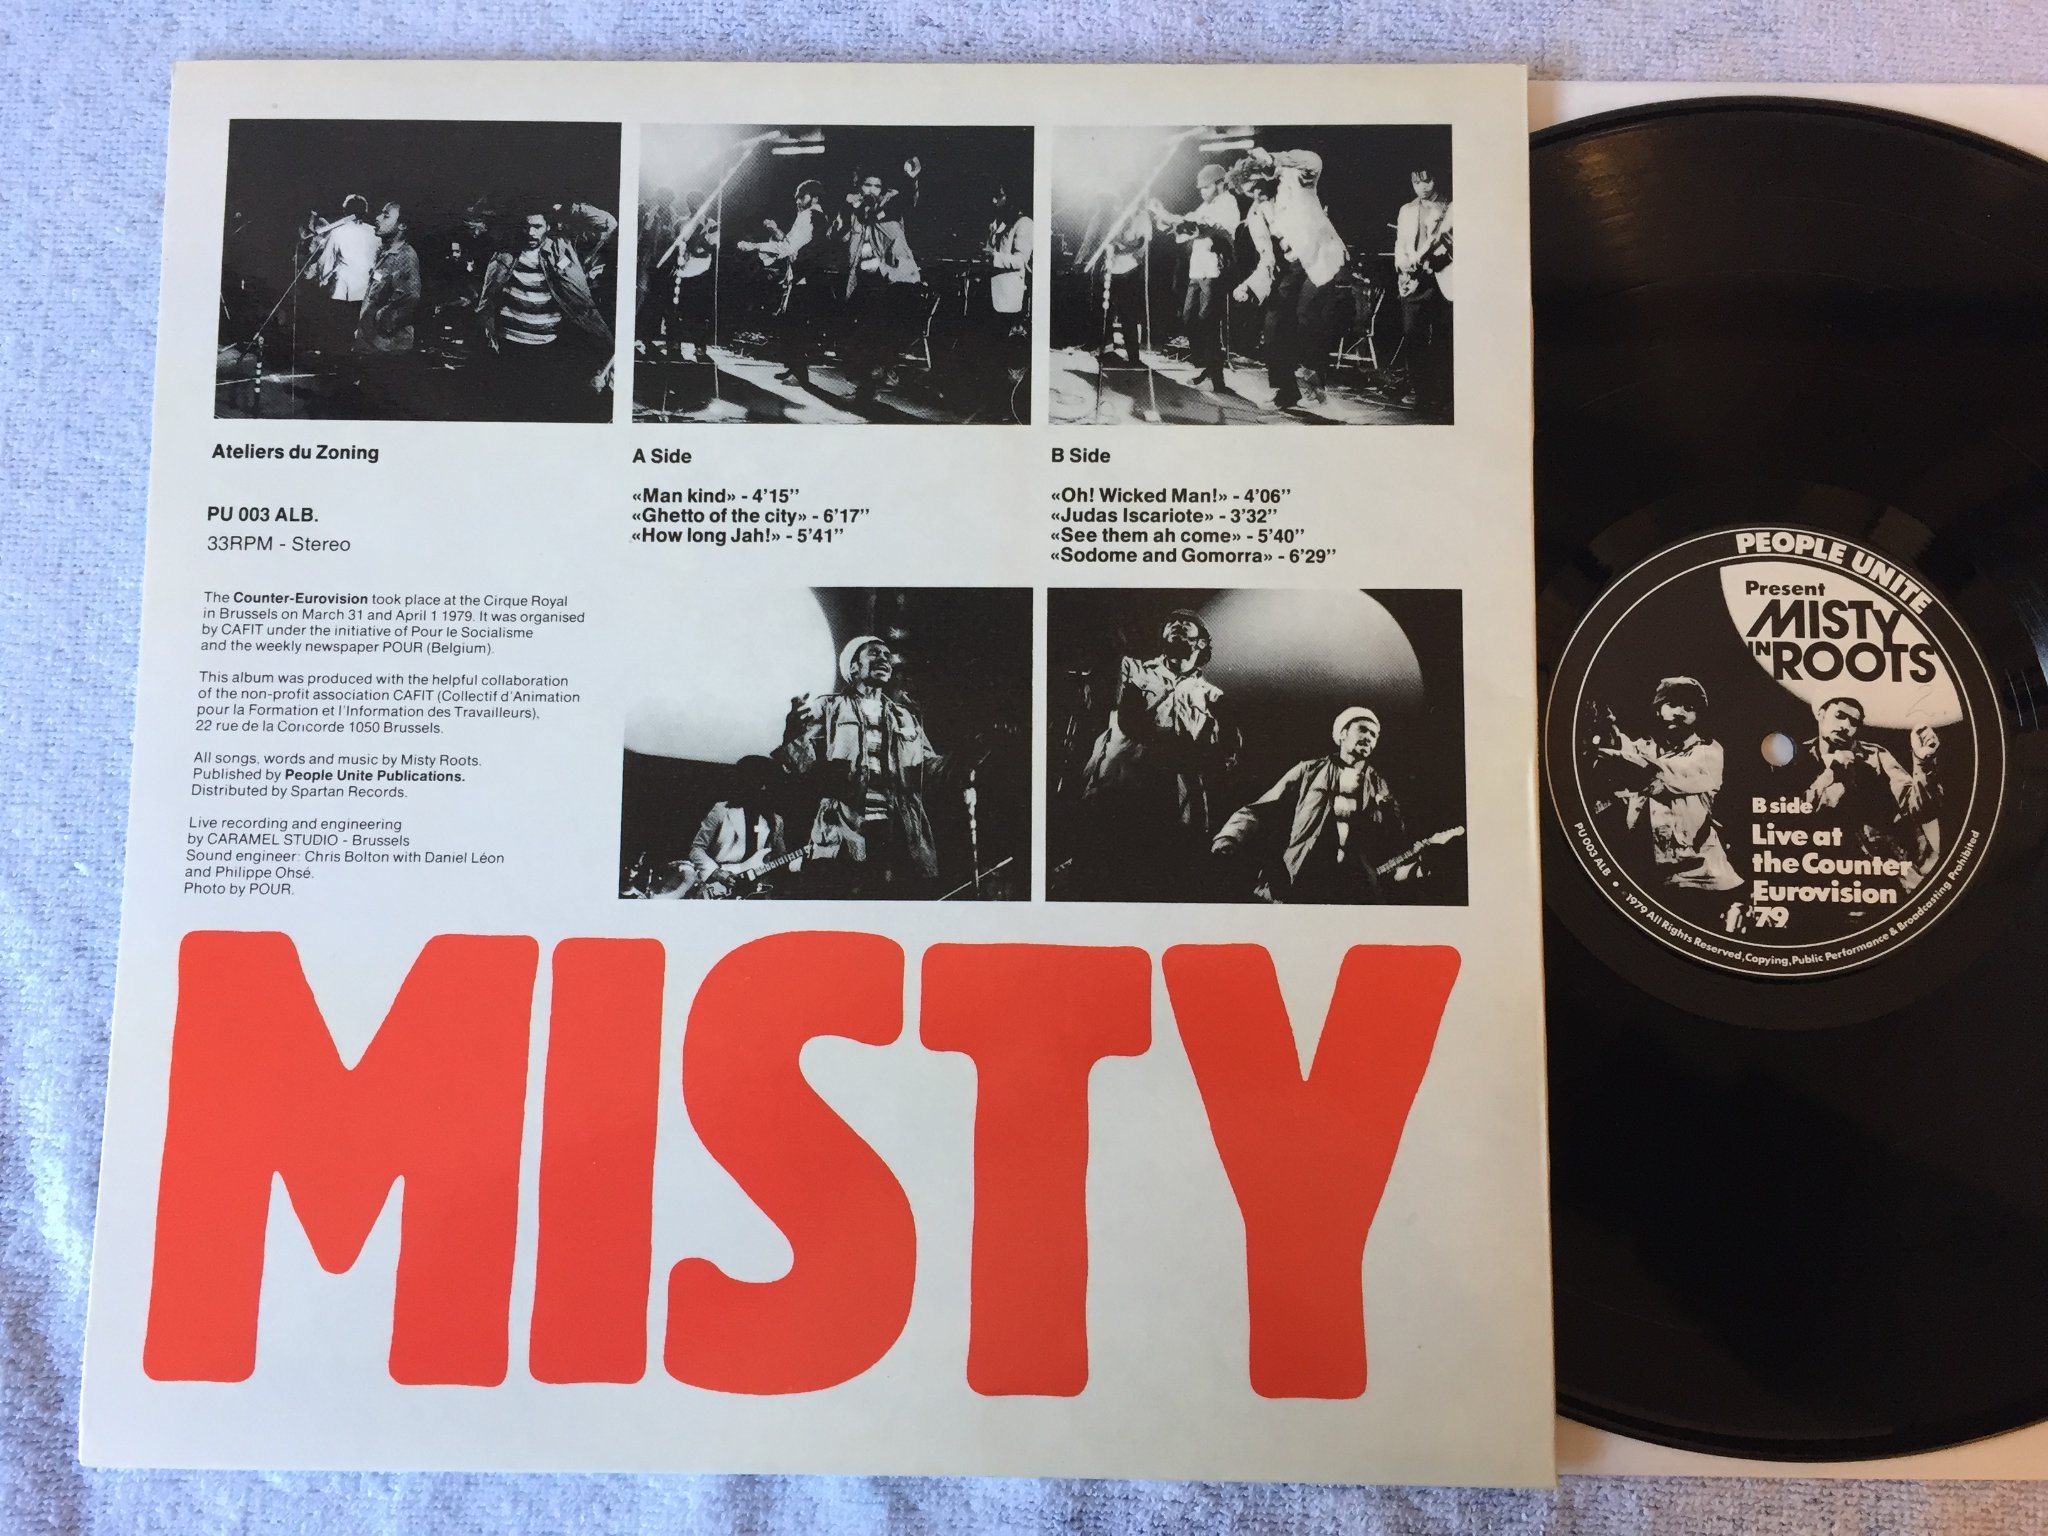 Ateliers du Zoning
PU 003 ALB.
33RPM - Stereo
The Counter-Eurovision took place at the Cirque Royal
in Brussels on March 31 and April 1 1979. It was organised
by CAFIT under the initiative of Pour le Socialisme
and the weekly newspaper POUR (Belgium).
This album was produced with the helpful collaboration
of the non-profit association CAFIT (Collectif d'Animation
pour la Formation et l'Information des Travailleurs),
22 rue de la Concorde 1050 Brussels.
All songs, words and music by Misty Roots.
Published by People Unite Publications.
Distributed by Spartan Records.
Live recording and engineering
by CARAMEL STUDIO - Brussels
Sound engineer: Chris Bolton with Daniel Léon
and Philippe Ohsé.
Photo by POUR.
A Side
«Man kind» - 4'15’’
«Ghetto of the city» - 6'17’’
«How long Jah!» - 5'41’’
B Side
«Oh! Wicked Man!» - 4'06’’
«Judas Iscariote» - 3'32’’
«See them ah come» - 5'40’’
«Sodome and Gomorra» - 6'29’’
MISTY
PEOPLE UNITE
Present
MISTY
IN ROOTS
B side
Live at
the Counter
Eurovision
79
PU 003 ALB • 1979 All Rights Reserved, Copying, Public Performance & Broadcasting Prohibited